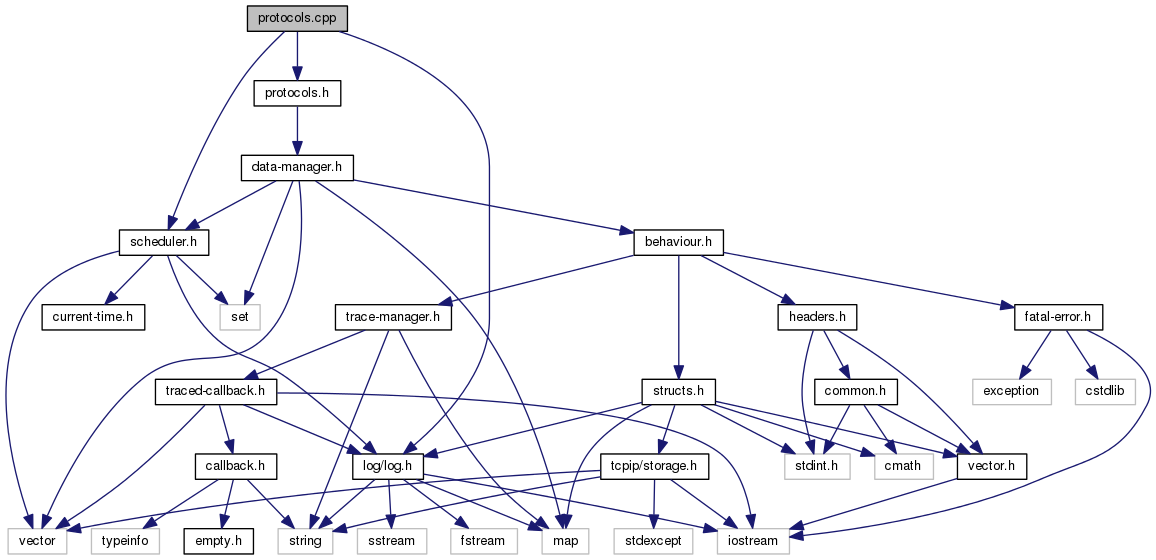 protocols.cpp
protocols.h
data-manager.h
scheduler.h
behaviour.h
current-time.h
set
trace-manager.h
headers.h
fatal-error.h
traced-callback.h
structs.h
common.h
exception
cstdlib
callback.h
log/log.h
tcpip/storage.h
stdint.h
cmath
vector.h
vector
typeinfo
empty.h
string
sstream
fstream
map
stdexcept
iostream